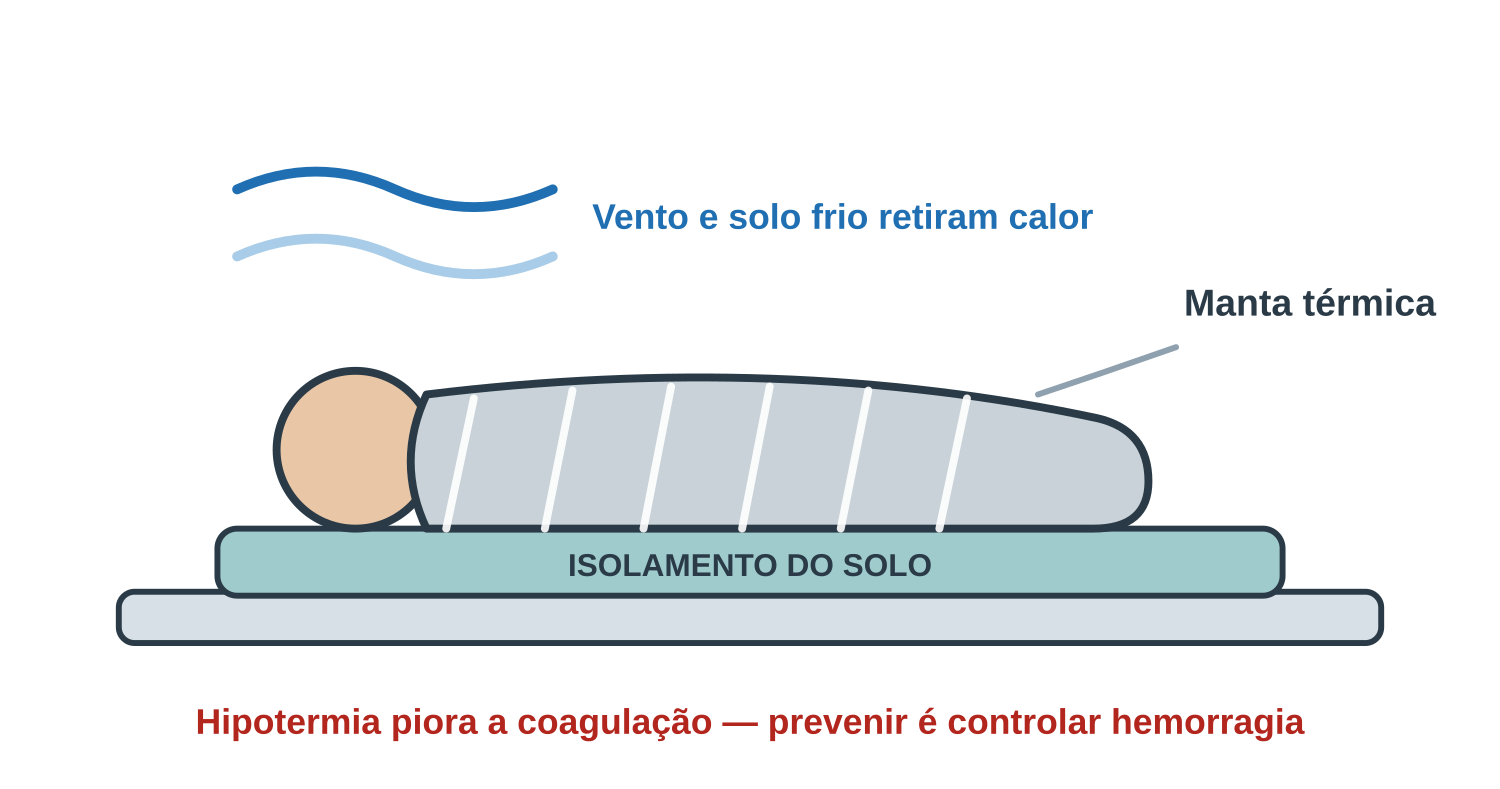 Vento e solo frio retiram calor
Manta térmica
ISOLAMENTO DO SOLO
Hipotermia piora a coagulação — prevenir é controlar hemorragia